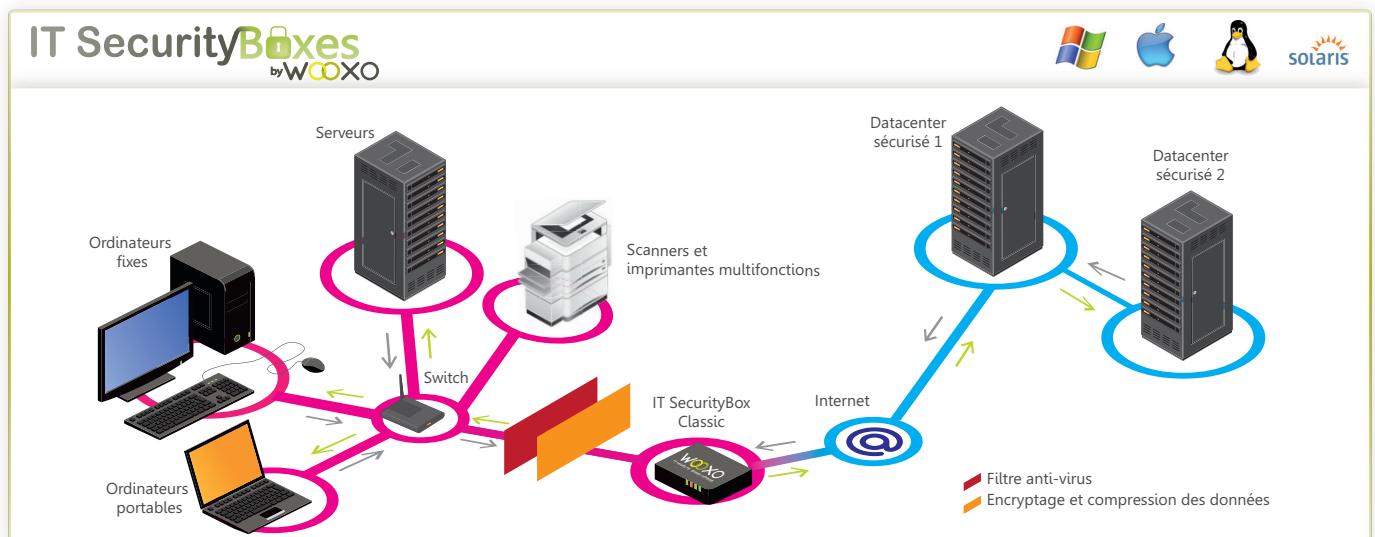 IT SecurityBoxes
by WOOXO
solaris
Serveurs
Datacenter
sécurisé 1
Datacenter
sécurisé 2
Ordinateurs
fixes
Scanners et
imprimantes multifonctions
Switch
IT SecurityBox
Classic
Internet
WOOXO
Ordinateurs
portables
Filtre anti-virus
Encryptage et compression des données